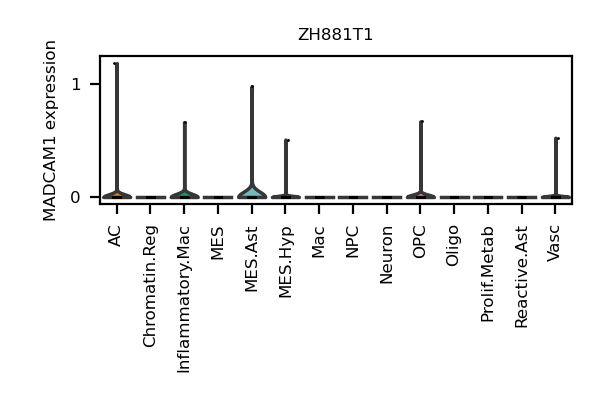 ZH881T1
MADCAM1 expression
1
0
AC
Chromatin.Reg
Inflammatory.Mac
MES
MES.Ast
MES.Hyp
Mac
NPC
Neuron
OPC
Oligo
Prolif.Metab
Reactive.Ast
Vasc